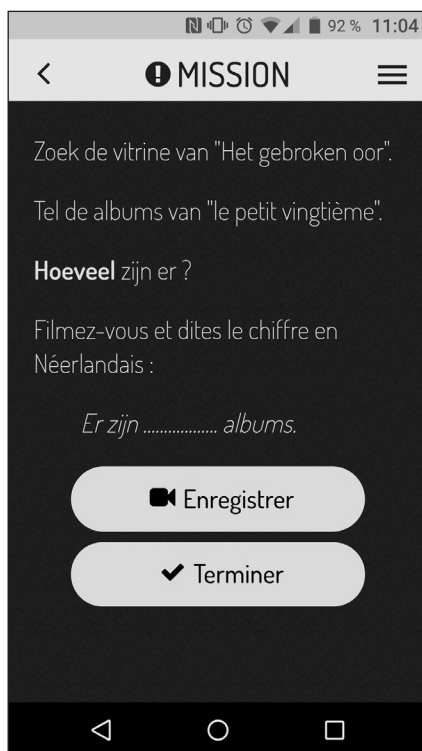 92 % 11:04
MISSION
Zoek de vitrine van "Het gebroken oor".
Tel de albums van "le petit vingtième".
Hoeveel zijn er ?
Filmez-vous et dites le chiffre en
Néerlandais :
Er zijn .................. albums.
Enregistrer
Terminer